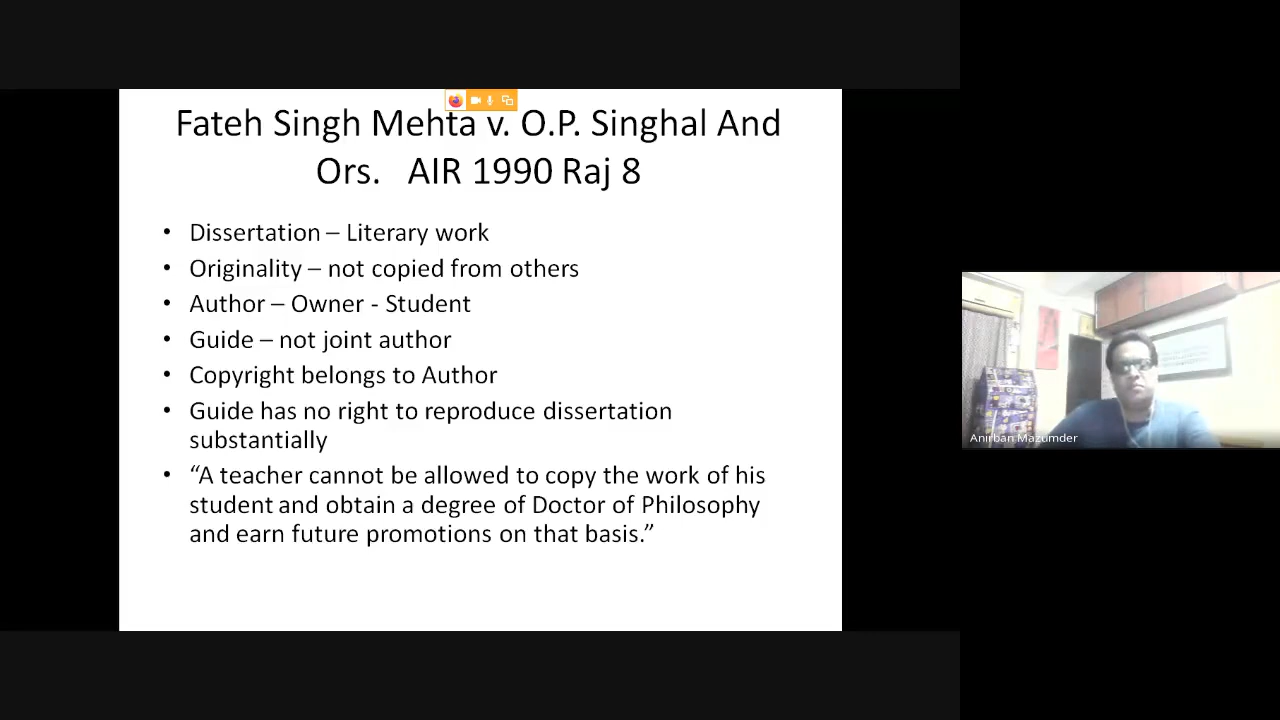 Fateh Singh Mehta v. O.P. Singhal And
Ors. AIR 1990 Raj 8
• Dissertation – Literary work
• Originality – not copied from others
• Author – Owner - Student
• Guide – not joint author
• Copyright belongs to Author
• Guide has no right to reproduce dissertation
substantially
• “A teacher cannot be allowed to copy the work of his
student and obtain a degree of Doctor of Philosophy
and earn future promotions on that basis.”
Anirban Mazumder